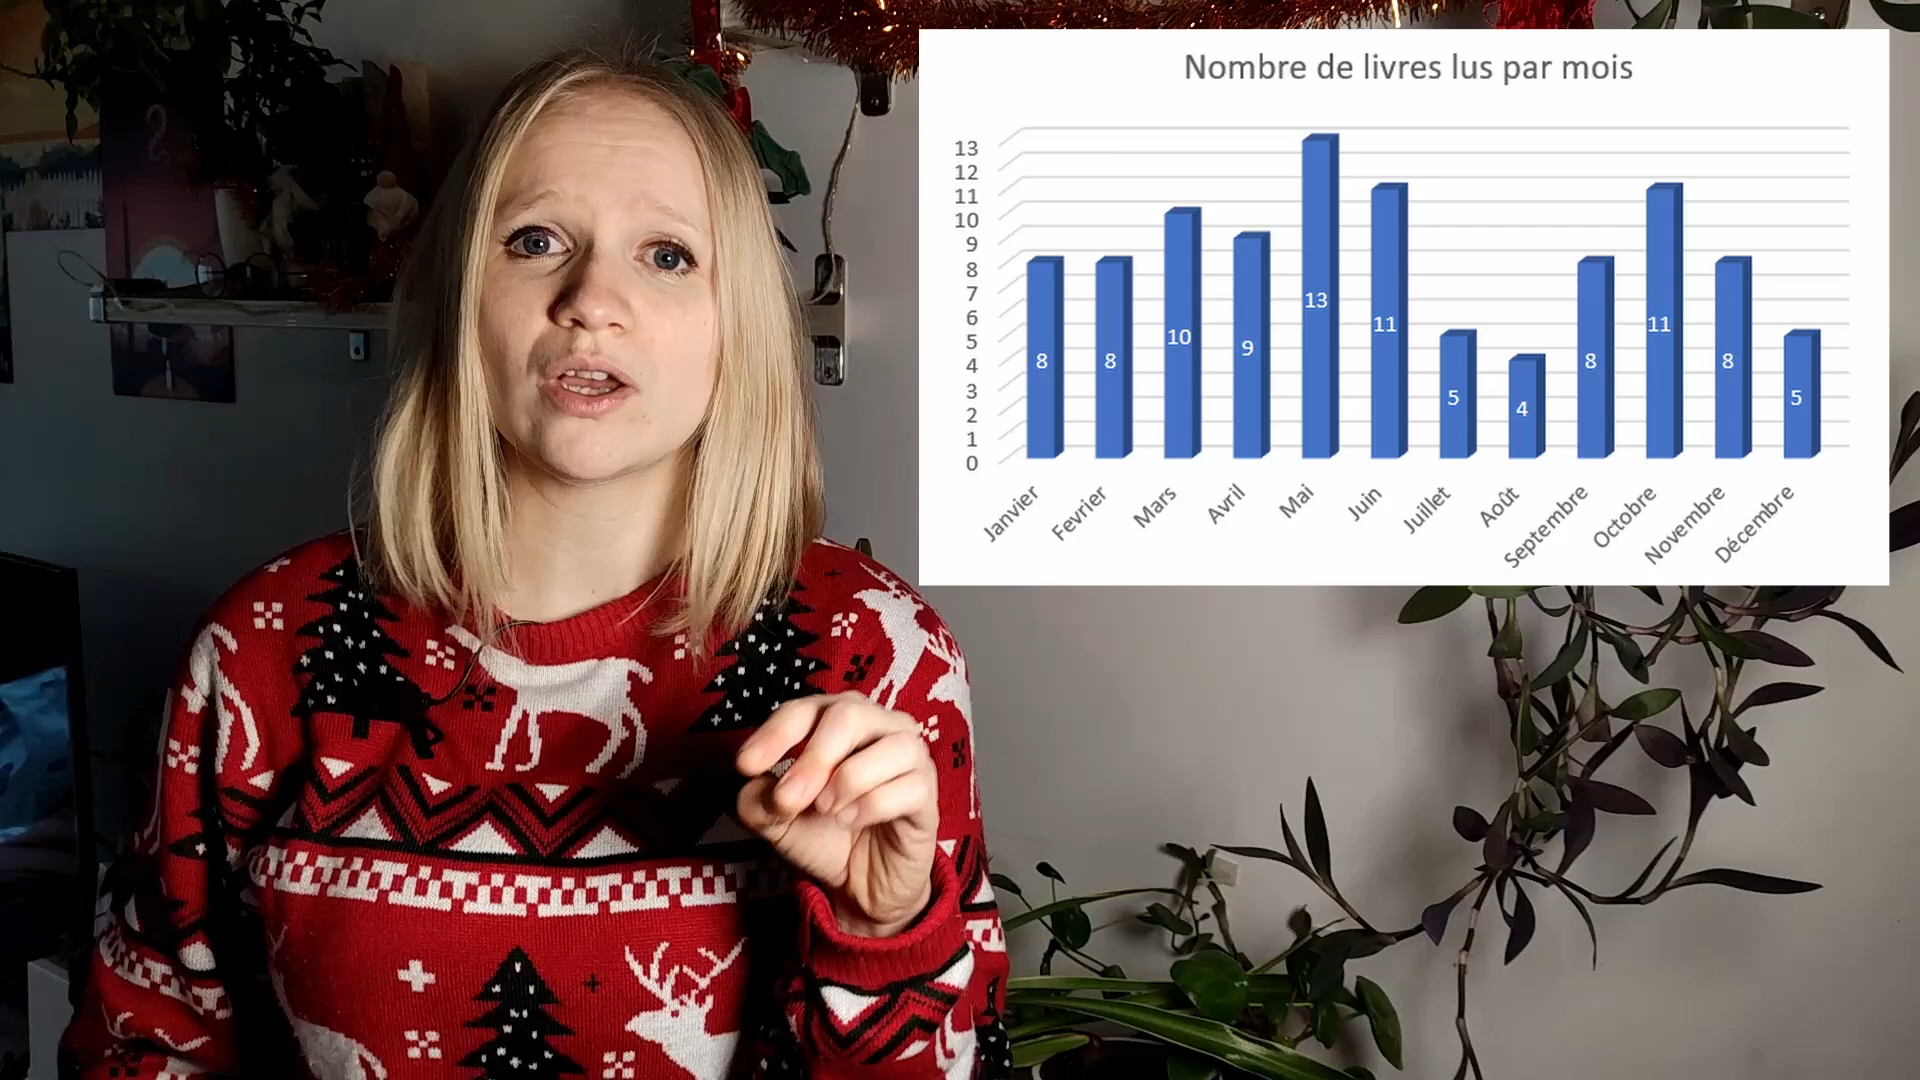 Nombre de livres lus par mois
13
12
11
10
9
8
7
6
5
4
3
2
1
0
8
8
10
9
13
11
5
4
8
11
8
5
Janvier
Fevrier
Mars
Avril
Mai
Juin
Juillet
Août
Septembre
Octobre
Novembre
Décembre